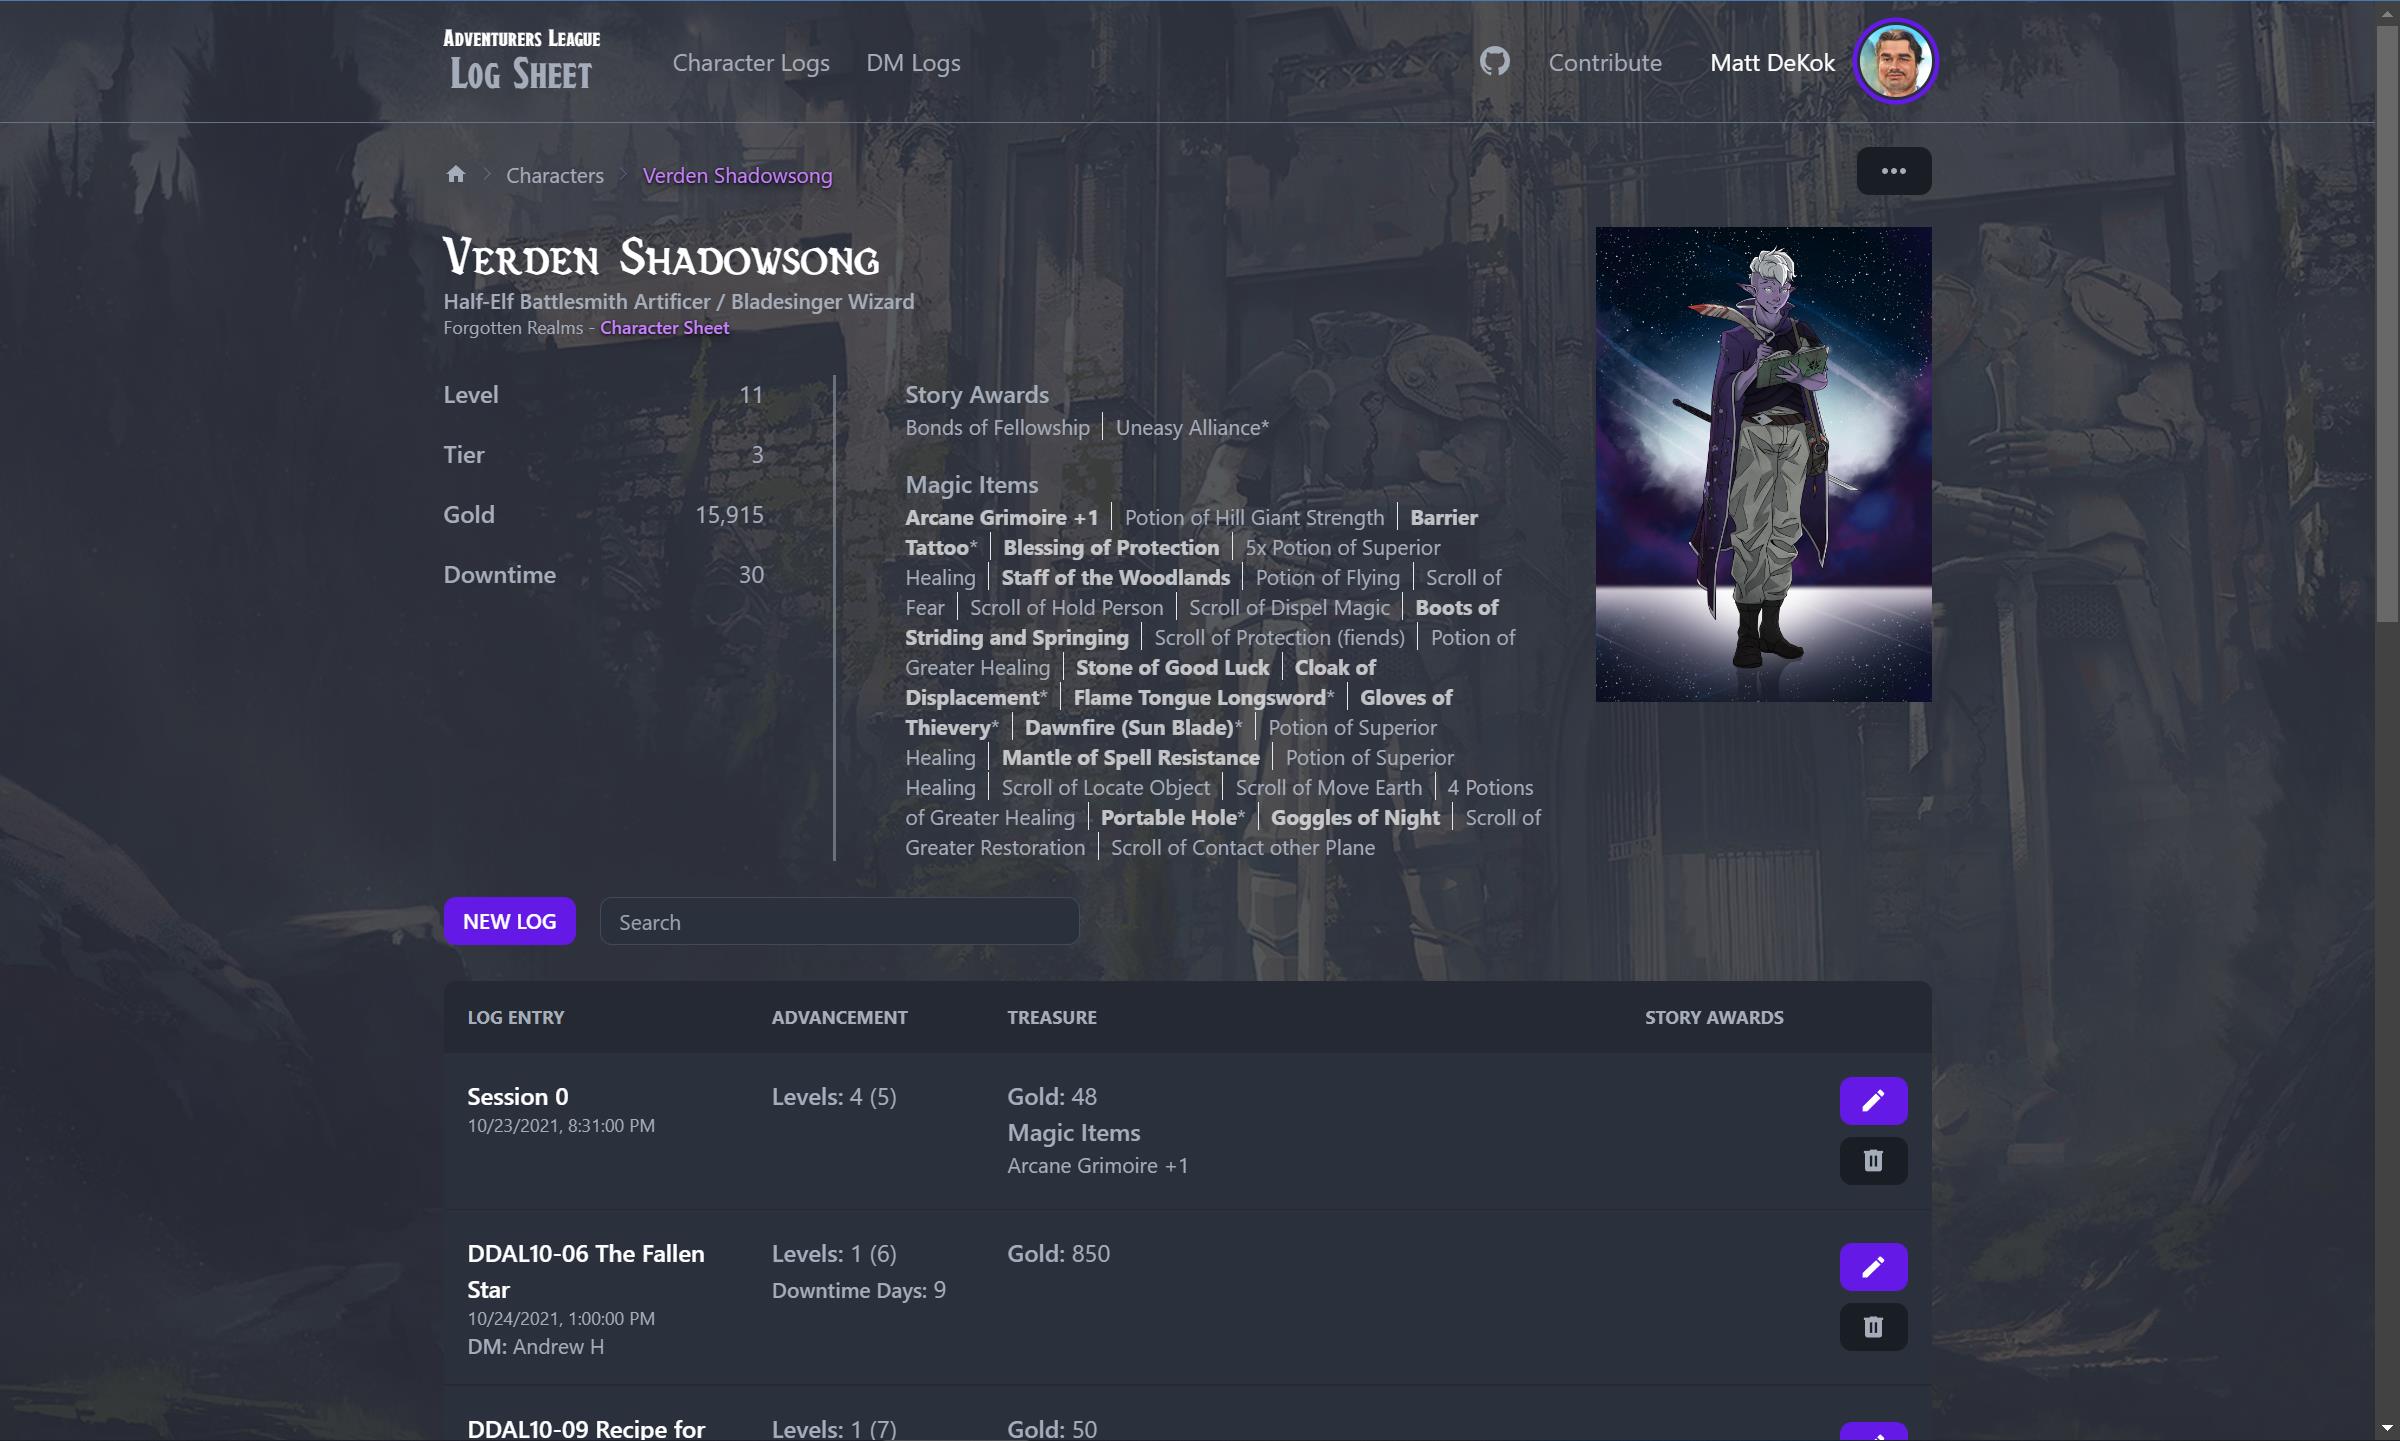 Adventurers League
Log Sheet
Character Logs
DM Logs
Contribute
Matt DeKok
Characters
Verden Shadowsong
Verden Shadowsong
Half-Elf Battlesmith Artificer / Bladesinger Wizard
Forgotten Realms - Character Sheet
Level 11
Tier 3
Gold 15,915
Downtime 30
Story Awards
Bonds of Fellowship | Uneasy Alliance*
Magic Items
Arcane Grimoire +1 | Potion of Hill Giant Strength | Barrier
Tattoo* | Blessing of Protection | 5x Potion of Superior
Healing | Staff of the Woodlands | Potion of Flying | Scroll of
Fear | Scroll of Hold Person | Scroll of Dispel Magic | Boots of
Striding and Springing | Scroll of Protection (fiends) | Potion of
Greater Healing | Stone of Good Luck | Cloak of
Displacement* | Flame Tongue Longsword* | Gloves of
Thievery* | Dawnfire (Sun Blade)* | Potion of Superior
Healing | Mantle of Spell Resistance | Potion of Superior
Healing | Scroll of Locate Object | Scroll of Move Earth | 4 Potions
of Greater Healing | Portable Hole* | Goggles of Night | Scroll of
Greater Restoration | Scroll of Contact other Plane
NEW LOG
Search
LOG ENTRY
ADVANCEMENT
TREASURE
STORY AWARDS
Session 0
10/23/2021, 8:31:00 PM
Levels: 4 (5)
Gold: 48
Magic Items
Arcane Grimoire +1
DDAL10-06 The Fallen
Star
10/24/2021, 1:00:00 PM
DM: Andrew H
Levels: 1 (6)
Downtime Days: 9
Gold: 850
DDAL10-09 Recipe for
Levels: 1 (7)
Gold: 50